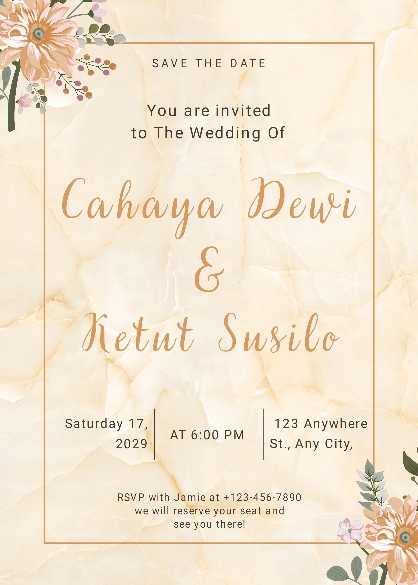 SAVE THE DATE
You are invited
to The Wedding Of
Cahaya Dewi
&
Ketut Susilo
Saturday 17,
2029
AT 6:00 PM
123 Anywhere
St., Any City,
RSVP with Jamie at +123-456-7890
we will reserve your seat and
see you there!